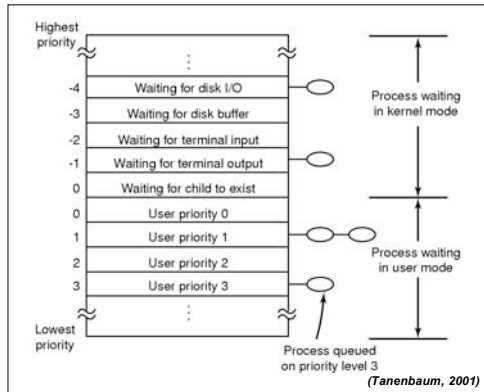 Highest
priority
-4 Waiting for disk I/O
-3 Waiting for disk buffer
-2 Waiting for terminal input
-1 Waiting for terminal output
0 Waiting for child to exist
0 User priority 0
1 User priority 1
2 User priority 2
3 User priority 3
Lowest
priority
Process waiting
in kernel mode
Process waiting
in user mode
Process queued
on priority level 3
(Tanenbaum, 2001)